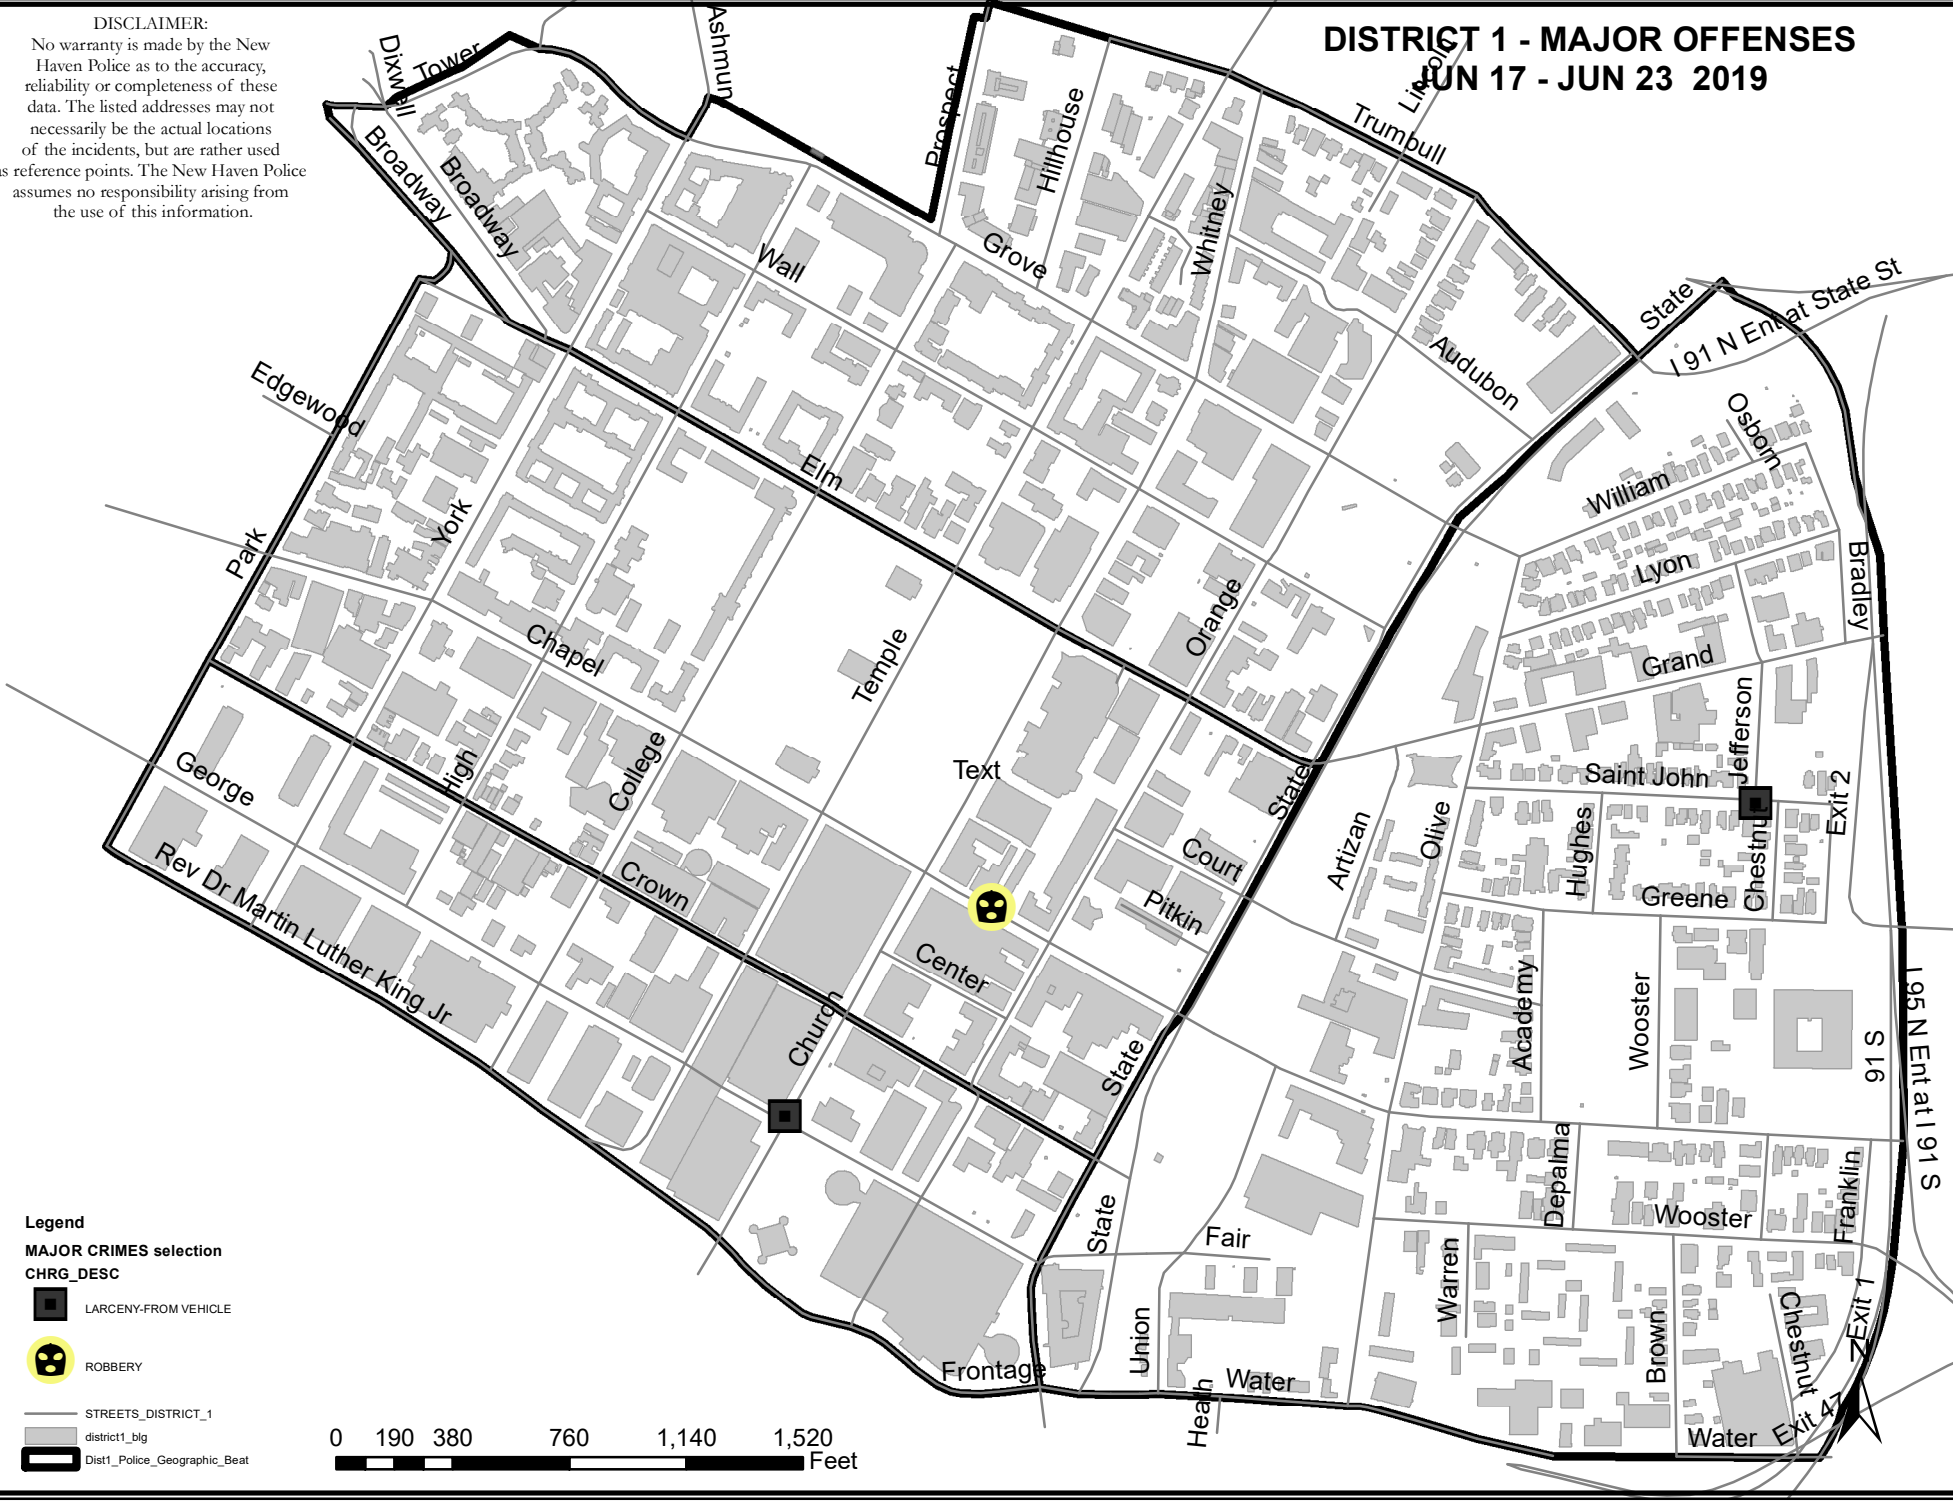 DISCLAIMER:
No warranty is made by the New
Haven Police as to the accuracy,
reliability or completeness of these
data. The listed addresses may not
necessarily be the actual locations
of the incidents, but are rather used
as reference points. The New Haven Police
assumes no responsibility arising from
the use of this information.
DISTRICT 1 - MAJOR OFFENSES
JUN 17 - JUN 23 2019
Dixwell
Tower
Ashmun
Prospect
Hillhouse
Lincoln
Trumbull
Broadway
Broadway
Wall
Grove
Whitney
State
I 91 N Ent at State St
Audubon
Edgewood
Osborn
Elm
William
York
Park
Lyon
Bradley
Orange
Chapel
Temple
Grand
Jefferson
Text
George
High
College
State
Saint John
Exit 2
Artizan
Olive
Hughes
Chestnut
Court
Crown
Greene
Pitkin
Rev Dr Martin Luther King Jr
Center
Church
Academy
Wooster
I 95 N Ent at I 91 S
91 S
State
Depalma
Franklin
State
Fair
Wooster
Warren
Union
Brown
Chestnut
Exit 1
N
Frontage
Water
Heath
Water
Exit 47
Legend
MAJOR CRIMES selection
CHRG_DESC
LARCENY-FROM VEHICLE
ROBBERY
STREETS_DISTRICT_1
district1_blg
Dist1_Police_Geographic_Beat
0 190 380 760 1,140 1,520
Feet